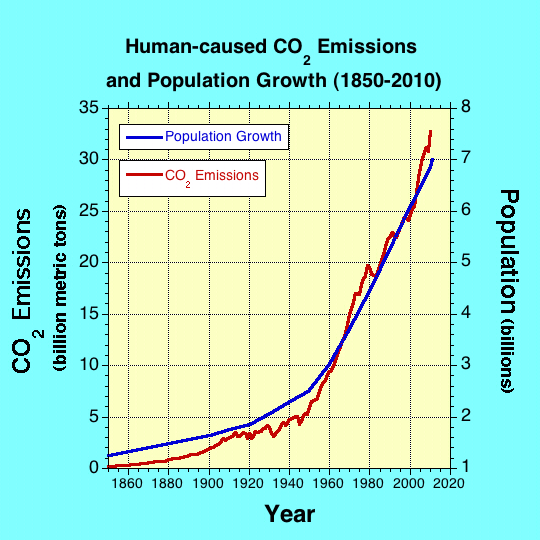 Human-caused CO₂ Emissions
and Population Growth (1850-2010)
CO₂ Emissions
(billion metric tons)
35
30
25
20
15
10
5
0
Population Growth
CO₂ Emissions
8
7
6
5
4
3
2
1
Population (billions)
1860 1880 1900 1920 1940 1960 1980 2000 2020
Year